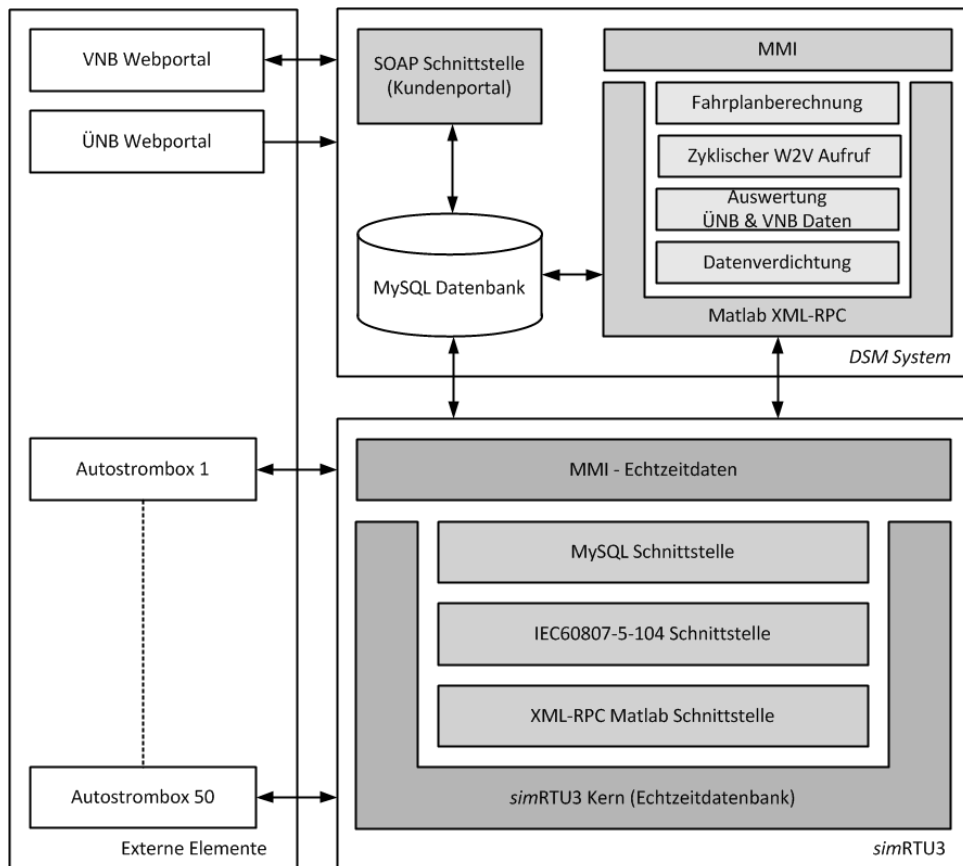 VNB Webportal
ÜNB Webportal
Autostrombox 1
Autostrombox 50
Externe Elemente
SOAP Schnittstelle
(Kundenportal)
MySQL Datenbank
MMI
Fahrplanberechnung
Zyklischer W2V Aufruf
Auswertung
ÜNB & VNB Daten
Datenverdichtung
Matlab XML-RPC
DSM System
MMI - Echtzeitdaten
MySQL Schnittstelle
IEC60807-5-104 Schnittstelle
XML-RPC Matlab Schnittstelle
simRTU3 Kern (Echtzeitdatenbank)
simRTU3